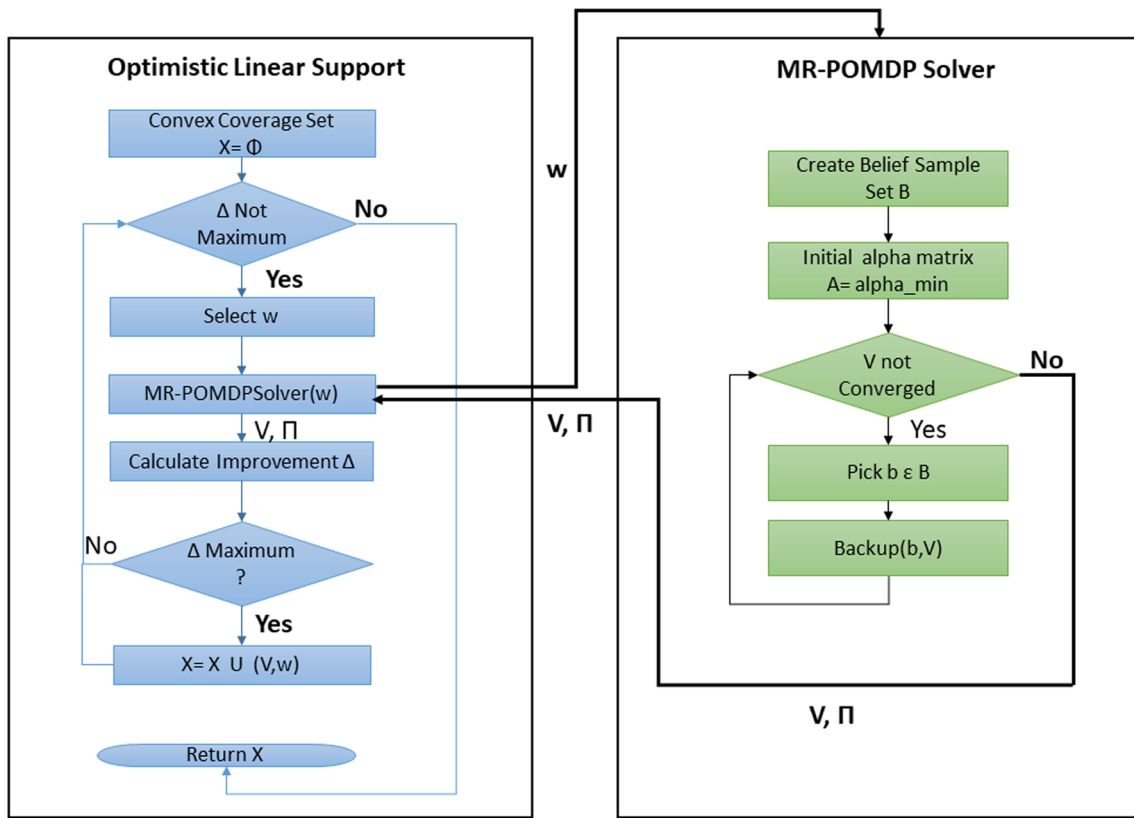 Optimistic Linear Support
Convex Coverage Set
X= Φ
Δ Not
Maximum
No
Yes
Select w
MR-POMDPSolver(w)
V, Π
Calculate Improvement Δ
Δ Maximum
?
No
Yes
X= X U (V,w)
Return X
w
V, Π
MR-POMDP Solver
Create Belief Sample
Set B
Initial alpha matrix
A= alpha_min
V not
Converged
No
Yes
Pick b ε B
Backup(b,V)
V, Π